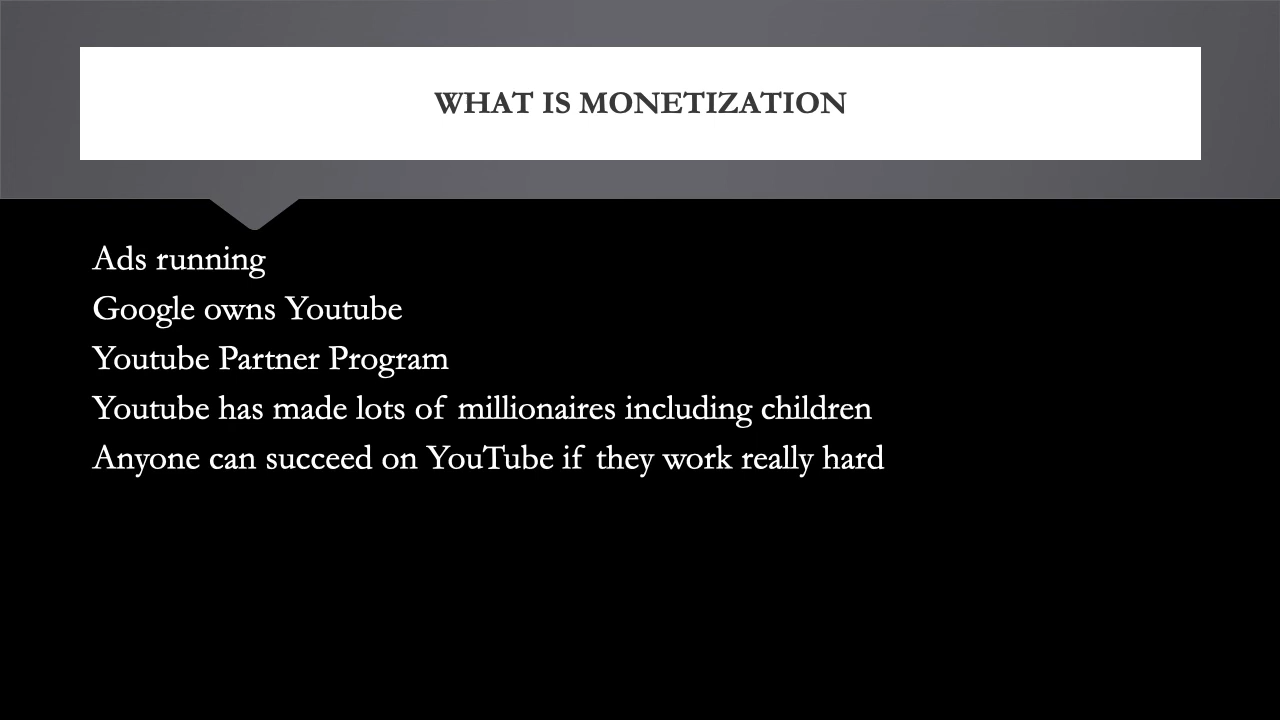 WHAT IS MONETIZATION
Ads running
Google owns Youtube
Youtube Partner Program
Youtube has made lots of millionaires including children
Anyone can succeed on YouTube if they work really hard